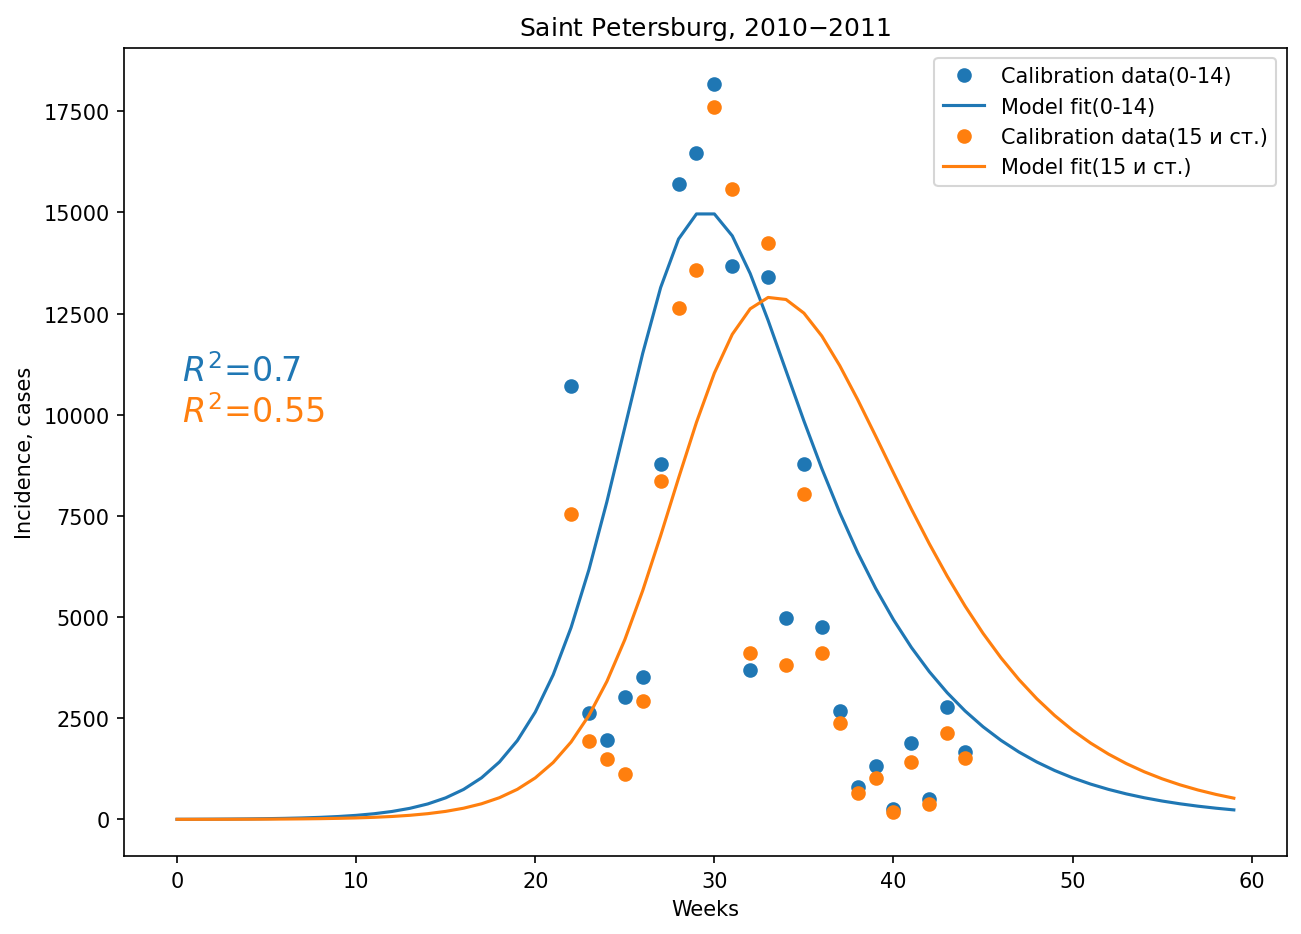 Saint Petersburg, 2010−2011
Calibration data(0-14)
Model fit(0-14)
Calibration data(15 и ст.)
Model fit(15 и ст.)
R²=0.7
R²=0.55
Incidence, cases
17500
15000
12500
10000
7500
5000
2500
0
0 10 20 30 40 50 60
Weeks